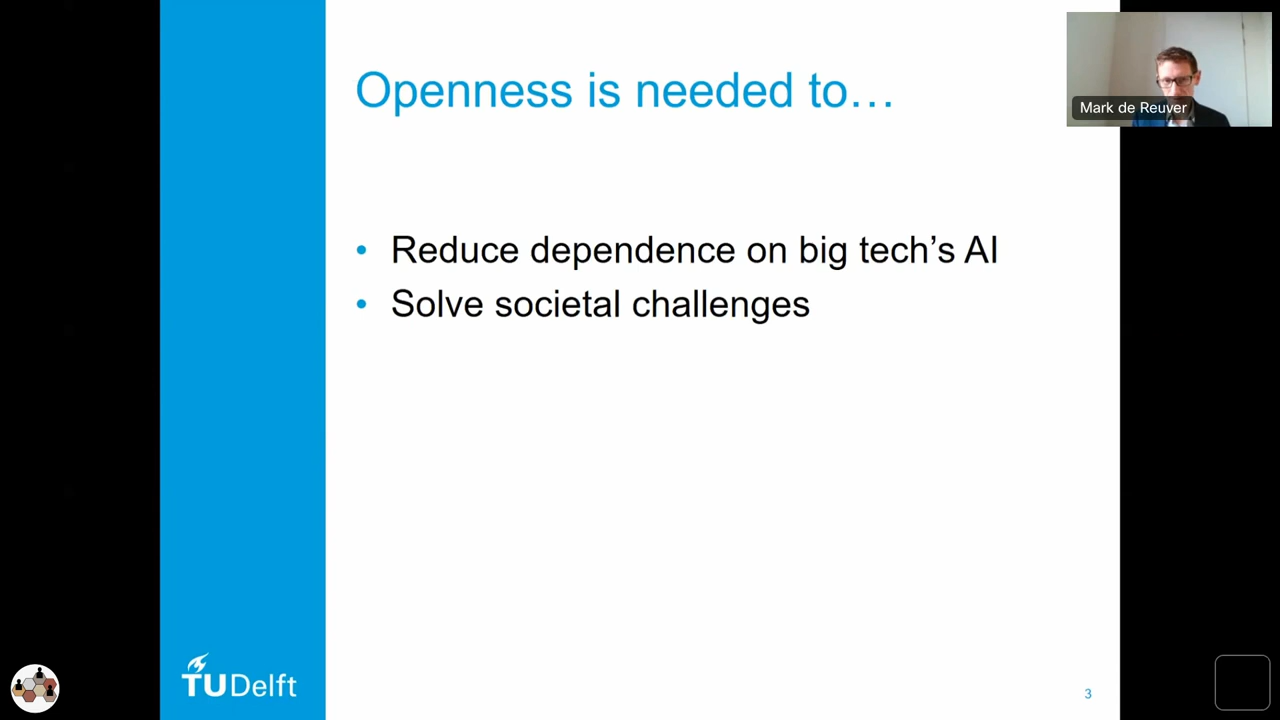 Openness is needed to…
Mark de Reuver
• Reduce dependence on big tech’s AI
• Solve societal challenges
TUDelft
3